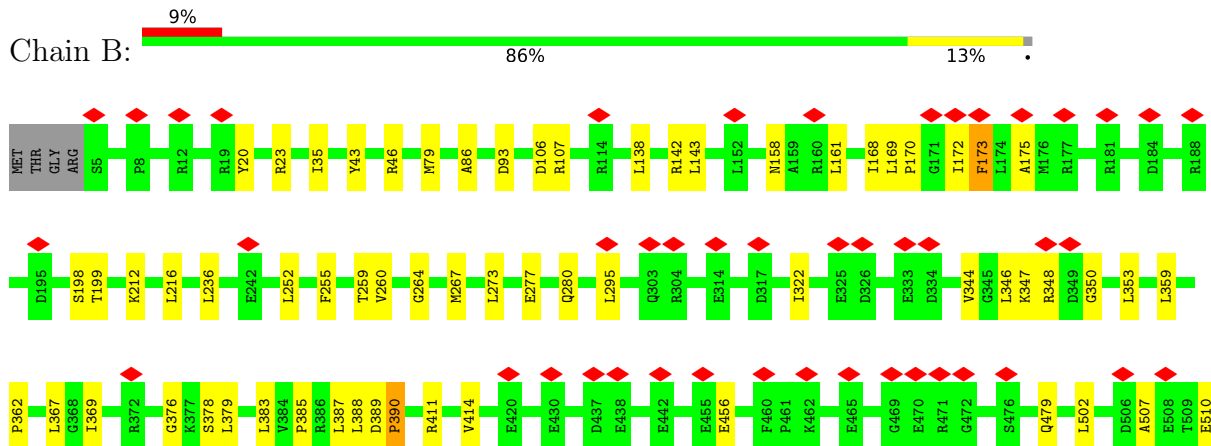 9%
Chain B:
86% 13% •
MET THR GLY ARG S5 P8 R12 R19 Y20 R23 I35 Y43 R46 M79 A86 D93 D106 R107 R114 L138 R142 L143 L152 N158 A159 R160 L161 I168 L169 P170 G171 I172 F173 L174 A175 M176 R177 R181 D184 R188
D195 S198 T199 K212 L216 L236 E242 L252 F255 T259 V260 G264 M267 L273 E277 Q280 L295 Q303 R304 E314 D317 I322 E325 D326 E333 D334 V344 G345 L346 K347 R348 D349 G350 L353 L359
P362 L367 G368 I369 R372 G376 K377 S378 L379 L383 V384 P385 R386 L387 L388 D389 P390 R411 V414 E420 E430 D437 E438 E442 E455 E456 F460 P461 K462 E465 G469 E470 R471 G472 S476 Q479 L502 D506 A507 E508 T509 E510